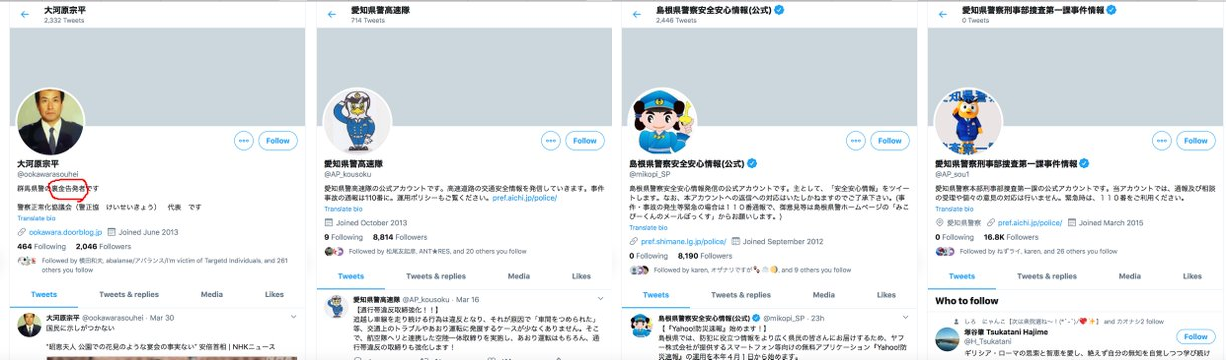 大河原宗平
2,332 Tweets
Follow
大河原宗平
@ookawarasouhei
群馬県警の裏金告発者です
警察正常化協議会（警正協　けいせいきょう）　代表　です
Translate bio
ookawara.doorblog.jp Joined June 2013
464 Following 2,046 Followers
Followed by 横田和夫, abalanse/アバランス/I'm victim of Targetd Individuals, and 261
others you follow
Tweets Tweets & replies Media Likes
大河原宗平 @ookawarasouhei · Mar 30
国民に示しがつかない
"昭恵夫人 公園での花見のような宴会の事実ない" 安倍首相 | NHKニュース
愛知県警高速隊
714 Tweets
Follow
愛知県警高速隊
@AP_kousoku
愛知県警高速隊の公式アカウントです。高速道路の交通安全情報を発信していきます。事件
事故の通報は110番に。運用ポリシーもご覧ください。pref.aichi.jp/police/
Translate bio
Joined October 2013
9 Following 8,814 Followers
Followed by 松尾友起彦, ANT★RES, and 20 others you follow
Tweets Tweets & replies Media Likes
愛知県警高速隊 @AP_kousoku · Mar 16
【通行帯違反取締強化！！】
追越し車線を走り続ける行為は違反となり、それが原因で「車間をつめられた」
等、交通上のトラブルやあおり運転に発展するケースが少なくありません。そこ
で、航空隊ヘリと連携した空陸一体取締りを実施し、あおり運転はもちろん、通
行帯違反の取締りも強化します！
島根県警察安全安心情報(公式)
2,446 Tweets
Follow
島根県警察安全安心情報(公式)
@mikopi_SP
島根県警察安全安心情報発信の公式アカウントです。主として、「安全安心情報」をツイー
トします。なお、本アカウントへの返信への対応はいたしかねますのでご了承下さい。(事
件・事故の発生等緊急の場合は１１０番通報で、御意見等は島根県警ホームページの「みこ
ぴーくんのメールぼっくす」からお願いします。)
Translate bio
pref.shimane.lg.jp/police/ Joined September 2012
0 Following 8,190 Followers
Followed by karen, オザナリですが, and 9 others you follow
Tweets Tweets & replies Media Likes
島根県警察安全安心情報(公式) @mikopi_SP · 23h
【『Yahoo!防災速報』始めます！】
島根県では、防犯に役立つ情報をより広く県民の皆さんにお届けするため、ヤフ
ー株式会社が提供するスマートフォン等向けの無料アプリケーション『Yahoo!防
災速報』の運用を本年４月１日から始めます。
愛知県警察刑事部捜査第一課事件情報
0 Tweets
Follow
愛知県警察刑事部捜査第一課事件情報
@AP_sou1
愛知県警察本部刑事部捜査第一課の公式アカウントです。当アカウントでは、通報及び相談
の受理や個々の意見の対応は行いません。緊急時は、１１０番をご利用ください。
Translate bio
愛知県警察 pref.aichi.jp/police/ Joined March 2015
0 Following 16.8K Followers
Followed by ねずライ, karen, and 26 others you follow
Tweets Tweets & replies Media Likes
Who to follow
塚谷肇 Tsukatani Hajime
@H_Tsukatani
Follow
ギリシア・ローマの思索と叡恵を愛し、絶えず自分の無知を自覚しつつ学び続け